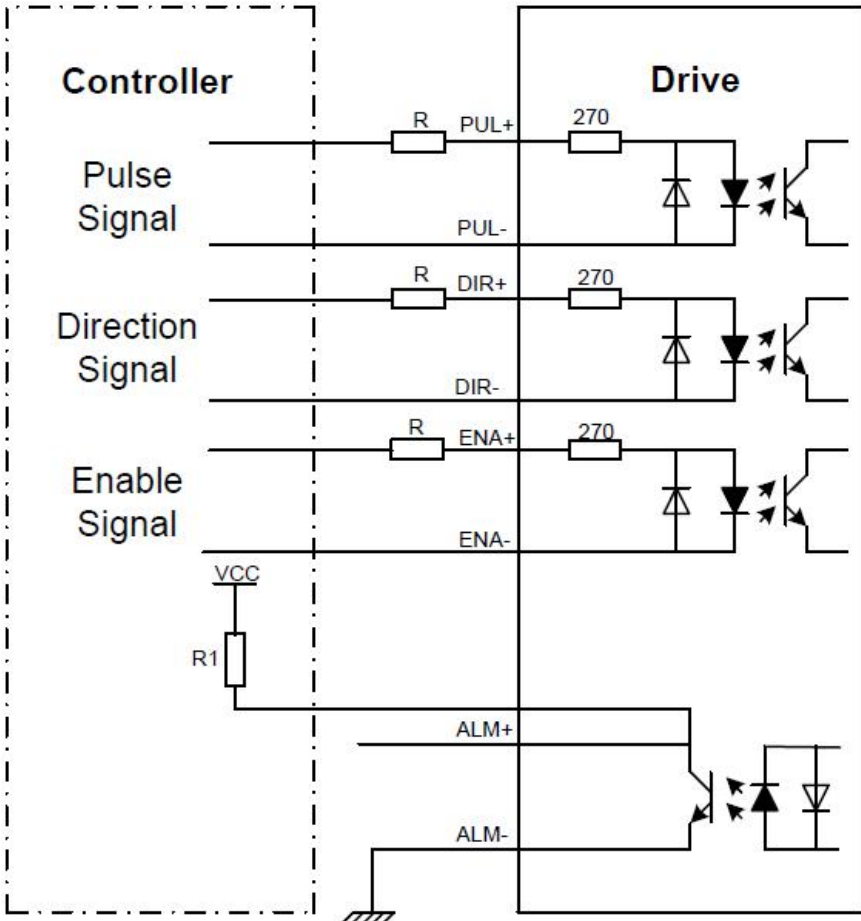 Controller
Drive
R
PUL+
270
Pulse
Signal
PUL-
R
DIR+
270
Direction
Signal
DIR-
R
ENA+
270
Enable
Signal
ENA-
VCC
R1
ALM+
ALM-